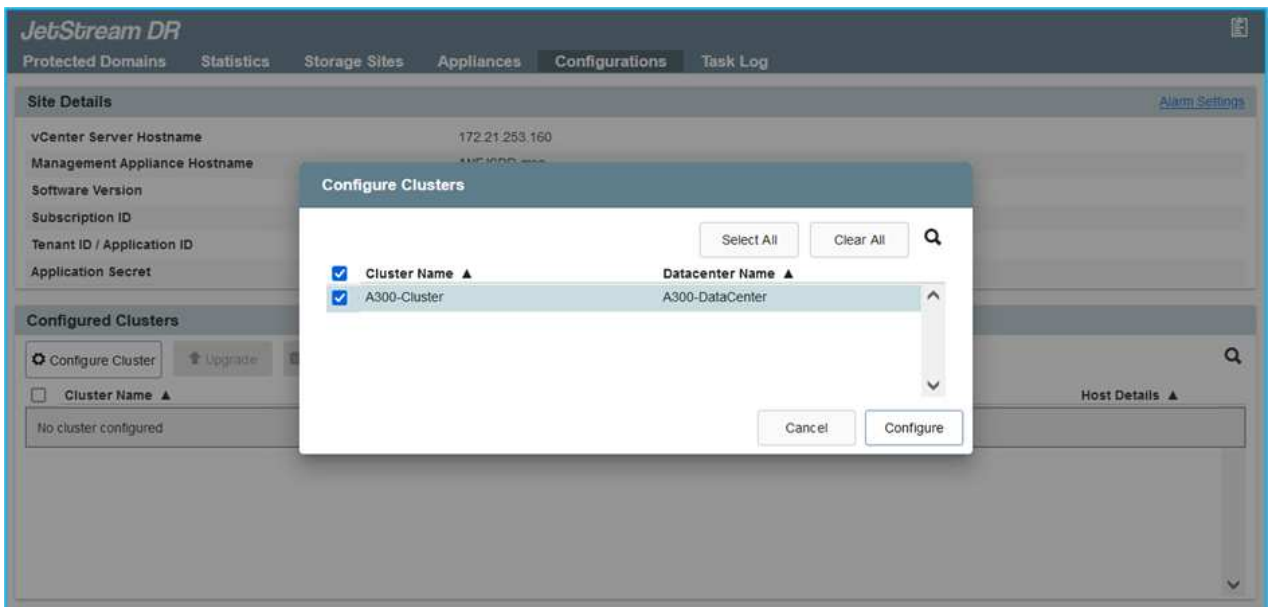 JetStream DR
Protected Domains Statistics Storage Sites Appliances Configurations Task Log
Site Details Alarm Settings
vCenter Server Hostname 172.21.253.160
Management Appliance Hostname
Software Version
Subscription ID
Tenant ID / Application ID
Application Secret
Configure Clusters
Select All Clear All
Cluster Name ▲ Datacenter Name ▲
A300-Cluster A300-DataCenter
Cancel Configure
Configured Clusters
Configure Cluster Upgrade
Cluster Name ▲ Host Details ▲
No cluster configured